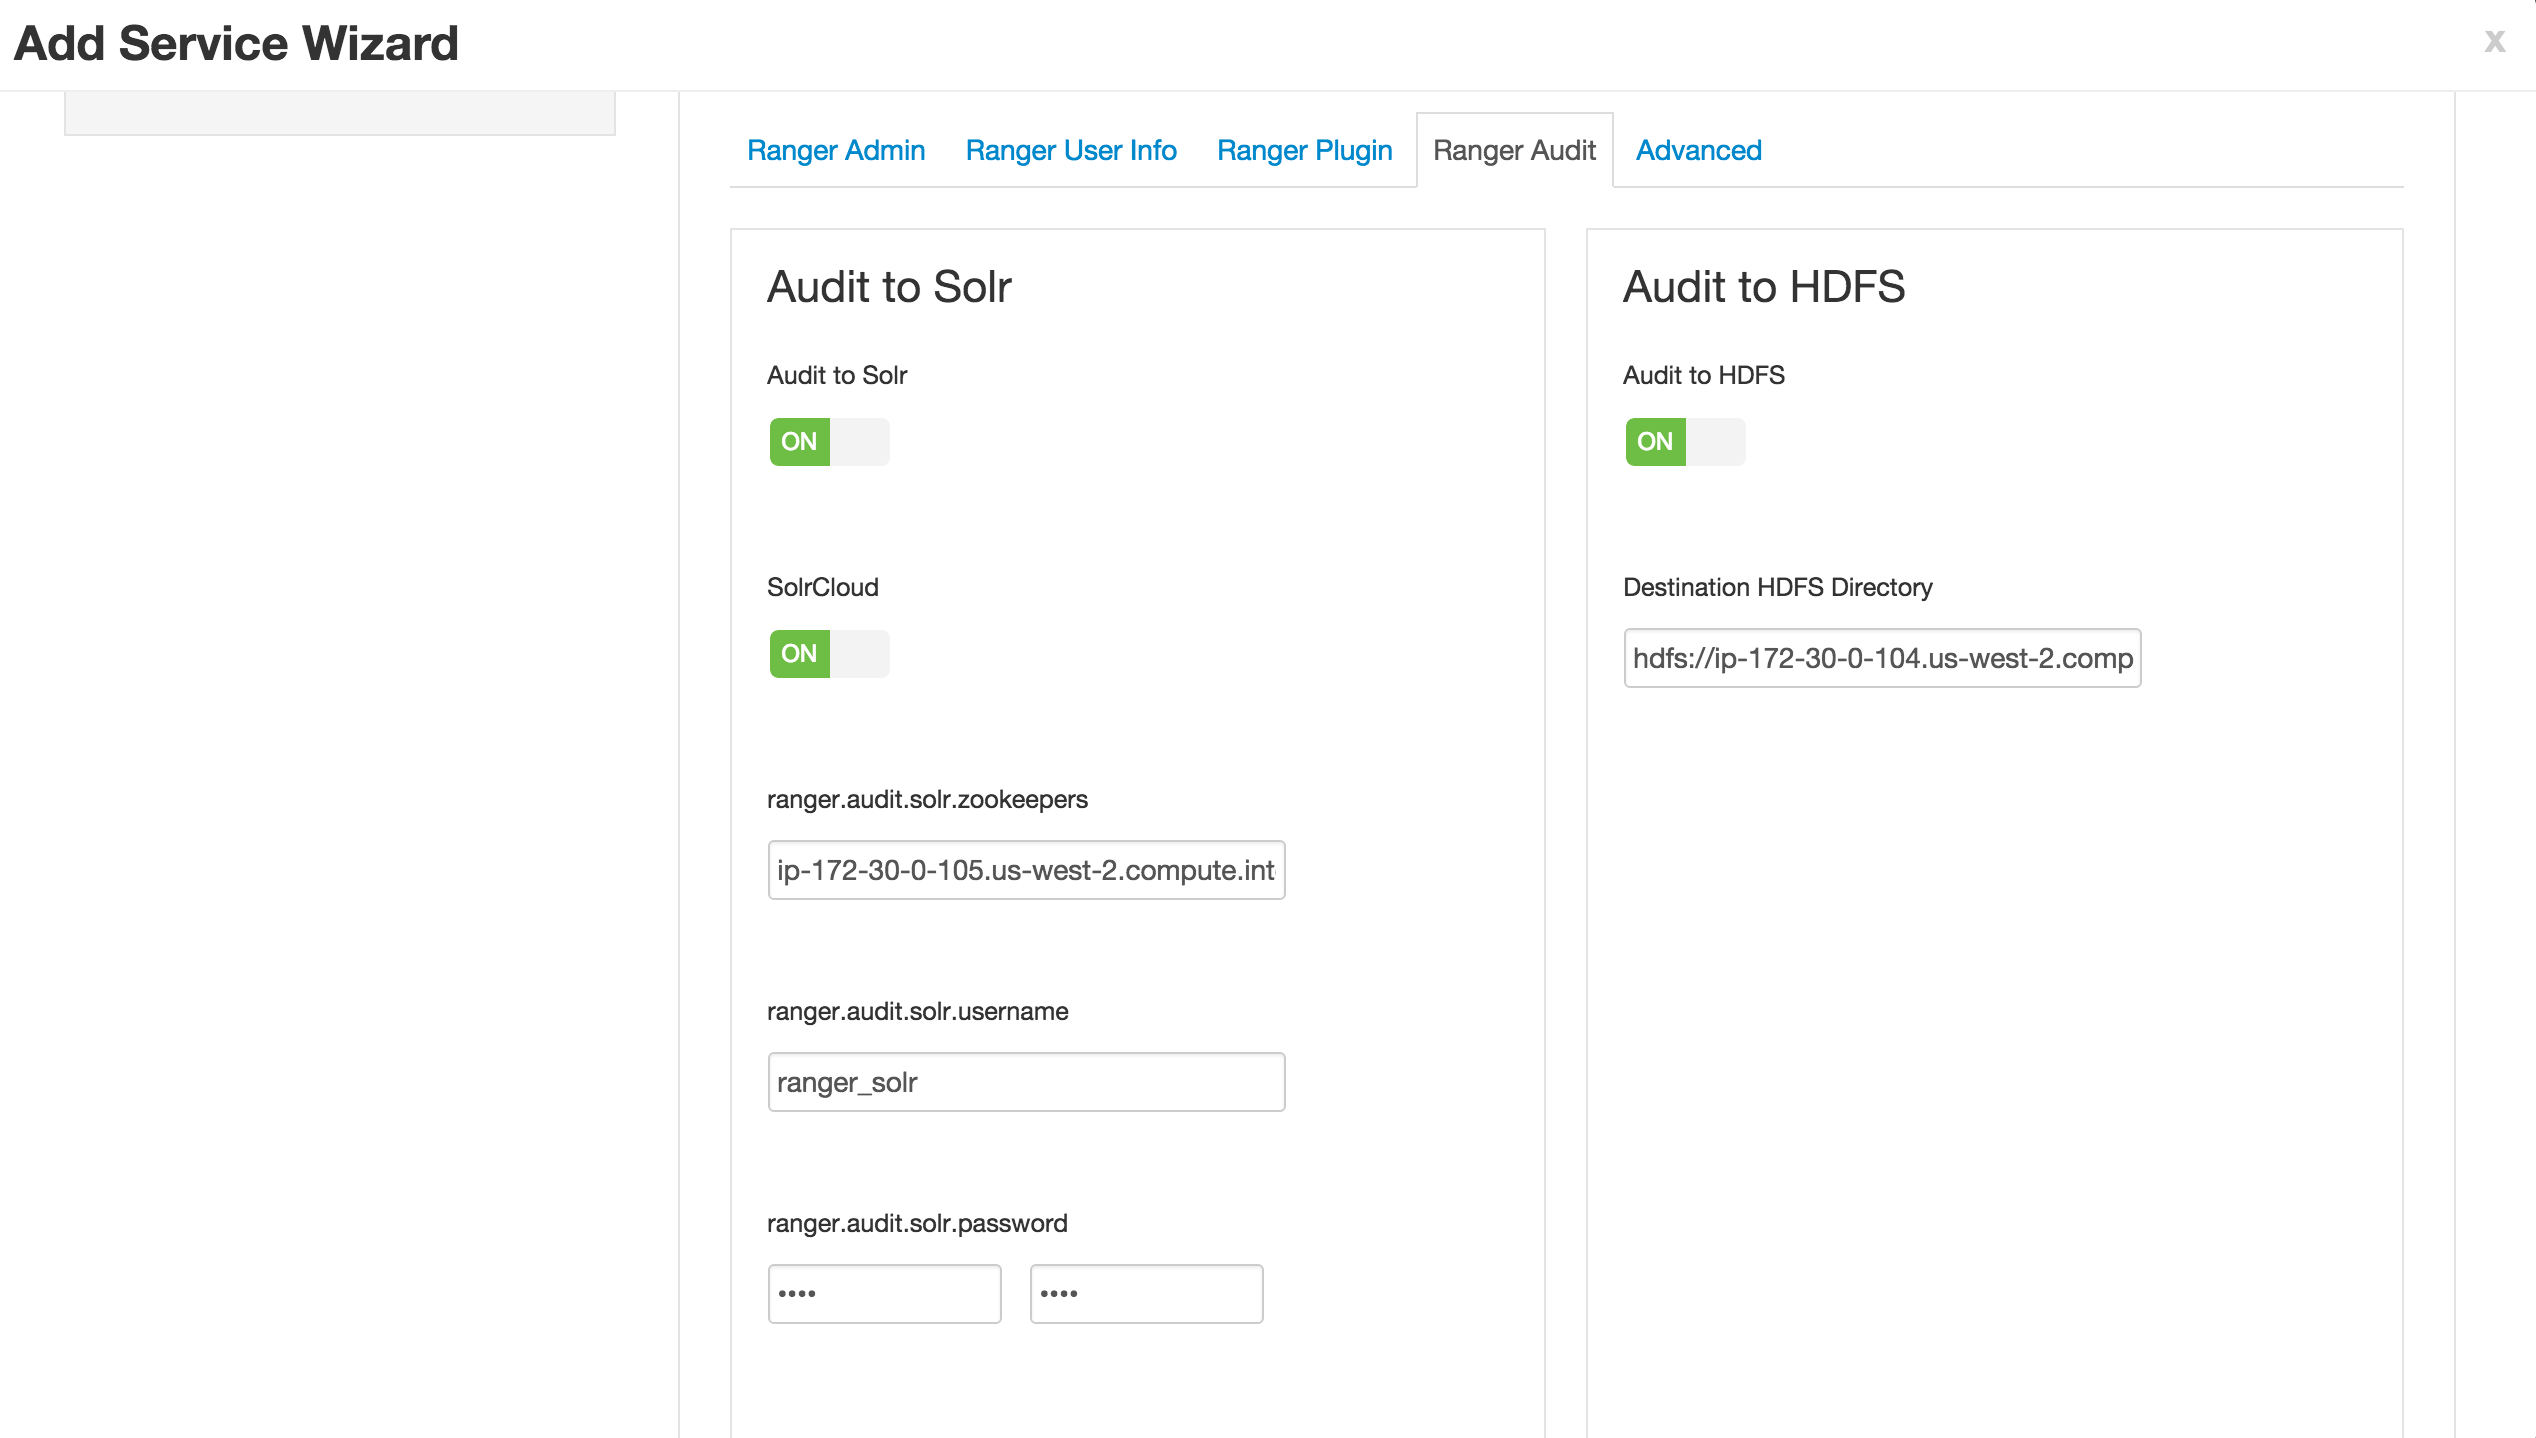 Add Service Wizard
x
Ranger Admin Ranger User Info Ranger Plugin Ranger Audit Advanced
Audit to Solr
Audit to Solr
ON
SolrCloud
ON
ranger.audit.solr.zookeepers
ip-172-30-0-105.us-west-2.compute.int
ranger.audit.solr.username
ranger_solr
ranger.audit.solr.password
•••• ••••
Audit to HDFS
Audit to HDFS
ON
Destination HDFS Directory
hdfs://ip-172-30-0-104.us-west-2.comp